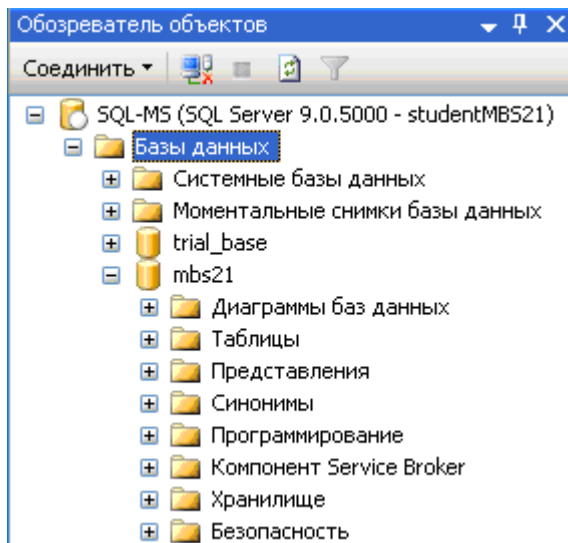 Обозреватель объектов
Соединить
SQL-MS (SQL Server 9.0.5000 - studentMBS21)
Базы данных
Системные базы данных
Моментальные снимки базы данных
trial_base
mbs21
Диаграммы баз данных
Таблицы
Представления
Синонимы
Программирование
Компонент Service Broker
Хранилище
Безопасность